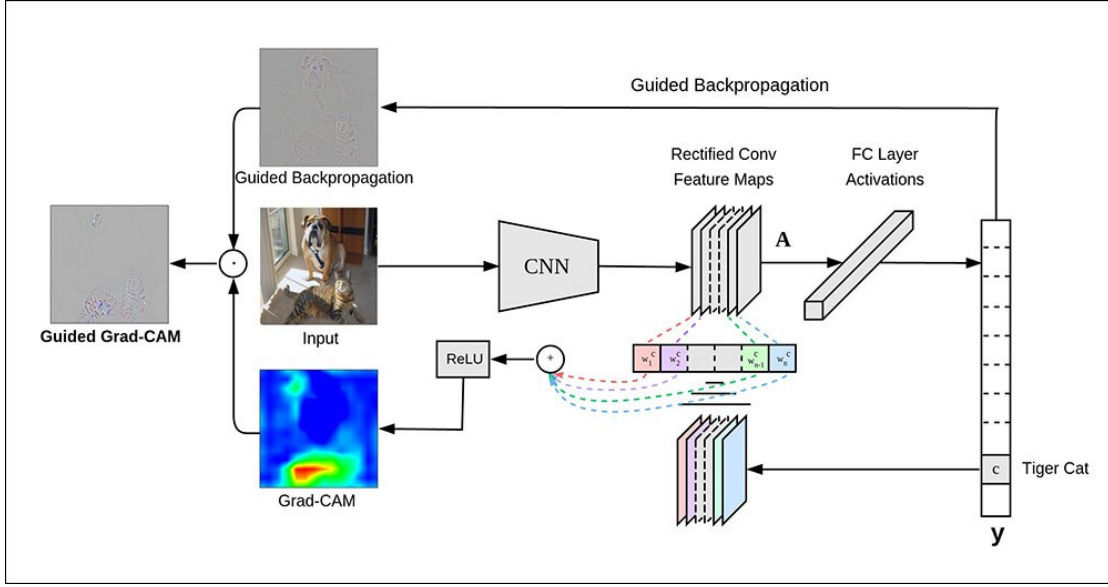 Guided Backpropagation
Guided Backpropagation
Rectified Conv
Feature Maps
FC Layer
Activations
A
CNN
Input
Guided Grad-CAM
ReLU
+
w₁ᶜ w₂ᶜ wₙ₋₁ᶜ wₙᶜ
Grad-CAM
c
Tiger Cat
y